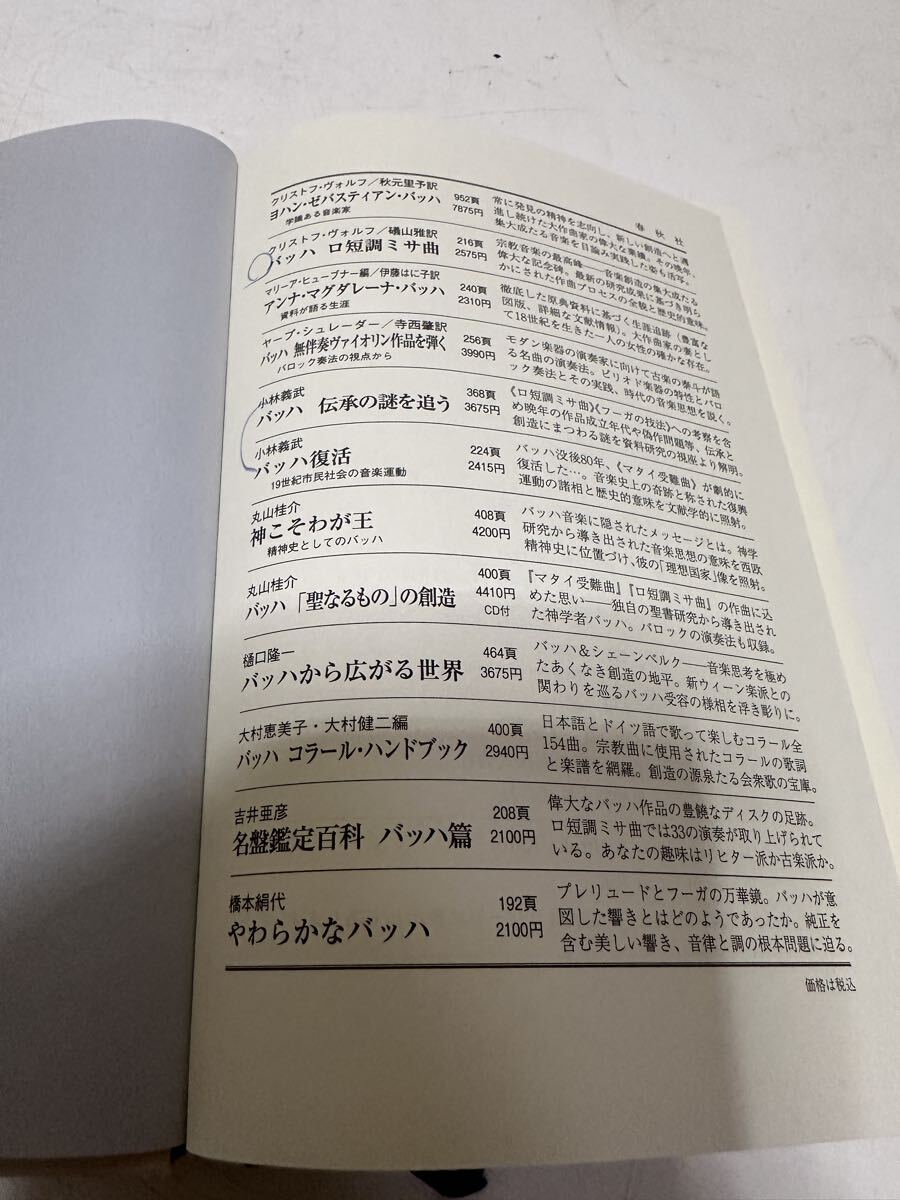 春秋社
クリストフ・ヴォルフ／秋元里予訳
ヨハン・ゼバスティアン・バッハ
学識ある音楽家
952頁
7875円
常に発見の精神を志向し、新しい創造へと邁
進し続けた大作曲家の偉大な業績。その晩年、
集大成たる音楽を目論み実践した姿も活写。
クリストフ・ヴォルフ／礒山雅訳
バッハ ロ短調ミサ曲
216頁
2575円
宗教音楽の最高峰――音楽創造の集大成たる
偉大な記念碑。最新の研究成果に基づき明ら
かにされた作曲プロセスの全貌と歴史的意味。
マリーア・ヒューブナー編／伊藤はに子訳
アンナ・マグダレーナ・バッハ
資料が語る生涯
240頁
2310円
徹底した原典資料に基づく生涯追跡（豊富な
図版、詳細な文献情報）。大作曲家の妻とし
て18世紀を生きた一人の女性の確かな存在。
ヤープ・シュレーダー／寺西肇訳
バッハ 無伴奏ヴァイオリン作品を弾く
バロック奏法の視点から
256頁
3990円
モダン楽器の演奏家に向けて古楽の泰斗が語
る名曲の演奏法。ピリオド楽器の特性とバロ
ック奏法とその実践、時代の音楽思想を説く。
小林義武
バッハ 伝承の謎を追う
368頁
3675円
《ロ短調ミサ曲》《フーガの技法》への考察を含
め晩年の作品成立年代や偽作問題等、伝承と
創造にまつわる謎を資料研究の視座より解明。
小林義武
バッハ復活
19世紀市民社会の音楽運動
224頁
2415円
バッハ没後80年、《マタイ受難曲》が劇的に
復活した…。音楽史上の奇跡と称された復興
運動の諸相と歴史的意味を文献学的に照射。
丸山桂介
神こそわが王
精神史としてのバッハ
408頁
4200円
バッハ音楽に隠されたメッセージとは。神学
研究から導き出された音楽思想の意味を西欧
精神史に位置づけ、彼の「理想国家」像を照射。
丸山桂介
バッハ 「聖なるもの」の創造
400頁
4410円
CD付
『マタイ受難曲』『ロ短調ミサ曲』の作曲に込
めた思い――独自の聖書研究から導き出され
た神学者バッハ。バロックの演奏法も収録。
樋口隆一
バッハから広がる世界
464頁
3675円
バッハ&シェーンベルク――音楽思考を極め
たあくなき創造の地平。新ウィーン楽派との
関わりを巡るバッハ受容の様相を浮き彫りに。
大村恵美子・大村健二編
バッハ コラール・ハンドブック
400頁
2940円
日本語とドイツ語で歌って楽しむコラール全
154曲。宗教曲に使用されたコラールの歌詞
と楽譜を網羅。創造の源泉たる会衆歌の宝庫。
吉井亜彦
名盤鑑定百科 バッハ篇
208頁
2100円
偉大なバッハ作品の豊饒なディスクの足跡。
ロ短調ミサ曲では33の演奏が取り上げられて
いる。あなたの趣味はリヒター派か古楽派か。
橋本絹代
やわらかなバッハ
192頁
2100円
プレリュードとフーガの万華鏡。バッハが意
図した響きとはどのようであったか。純正を
含む美しい響き、音律と調の根本問題に迫る。
価格は税込